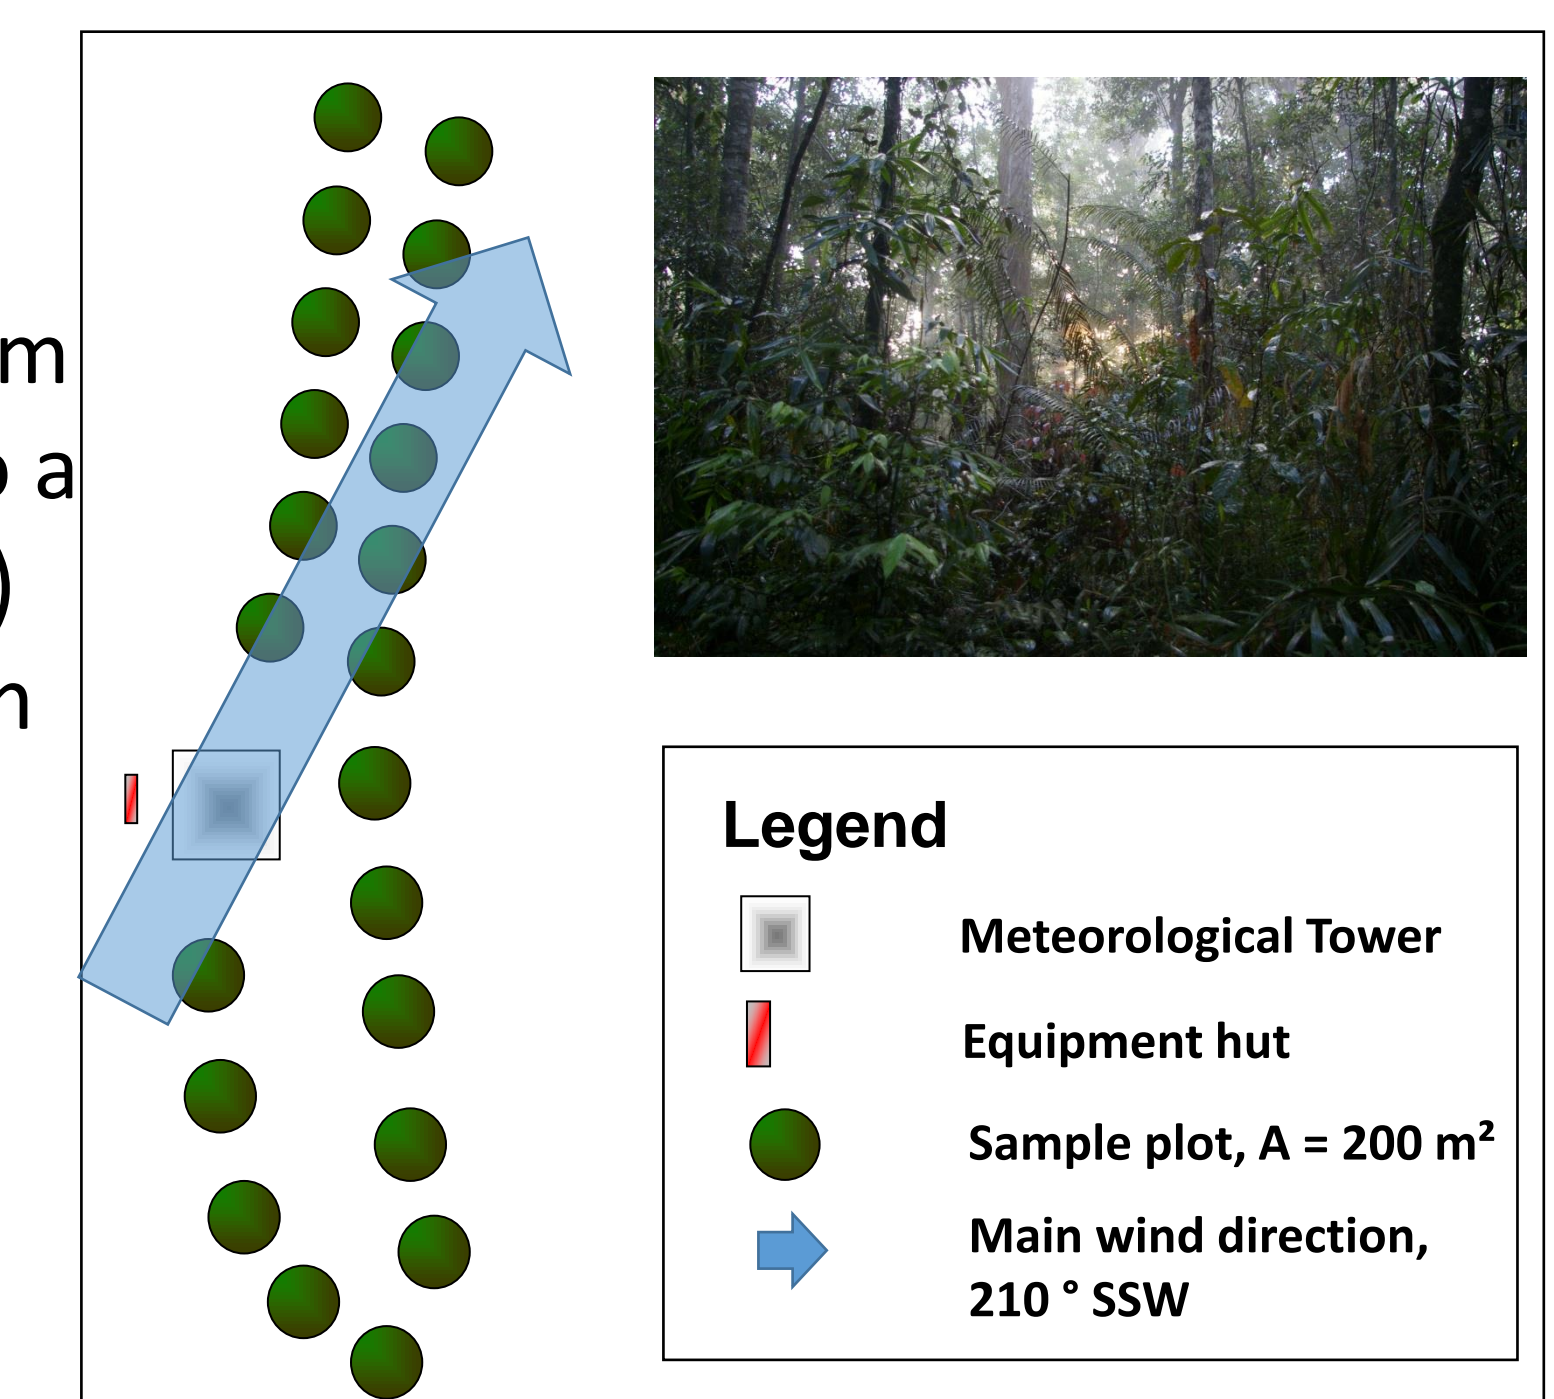 m
a
)
Legend
Meteorological Tower
Equipment hut
Sample plot, A = 200 m²
Main wind direction,
210 ° SSW